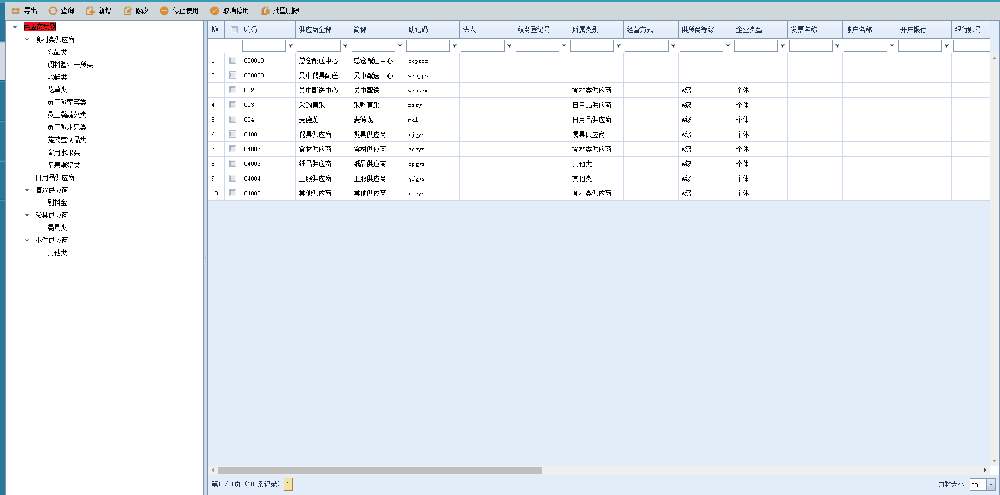 导出 查询 新增 修改 停止使用 取消停用 批量删除
供应商类别
食材类供应商
冻品类
调料酱汁干货类
冰鲜类
花草类
员工餐荤菜类
员工餐蔬菜类
员工餐水果类
蔬菜豆制品类
客用水果类
坚果蛋奶类
日用品供应商
酒水供应商
别料金
餐具供应商
餐具类
小件供应商
其他类
№ 编码 供应商全称 简称 助记码 法人 税务登记号 所属类别 经营方式 供货商等级 企业类型 发票名称 账户名称 开户银行 银行账号
1 000010 总仓配送中心 总仓配送中心 zcpszx
2 000020 吴中餐具配送 吴中配送中心. wzcjps
3 002 吴中配送中心 吴中配送 wzpszx 食材类供应商 A级 个体
4 003 采购直采 采购直采 xsgy 日用品供应商 A级 个体
5 004 麦德龙 麦德龙 mdl 日用品供应商 A级 个体
6 04001 餐具供应商 餐具供应商 cjgys 餐具供应商 A级 个体
7 04002 食材供应商 食材供应商 zcgys 食材类供应商 A级 个体
8 04003 纸品供应商 纸品供应商 zpgys 其他类 A级 个体
9 04004 工服供应商 工服供应商 gfgys 其他类 A级 个体
10 04005 其他供应商 其他供应商 qtgys 食材类供应商 A级 个体
第1 / 1页 (10 条记录) 1 页数大小: 20